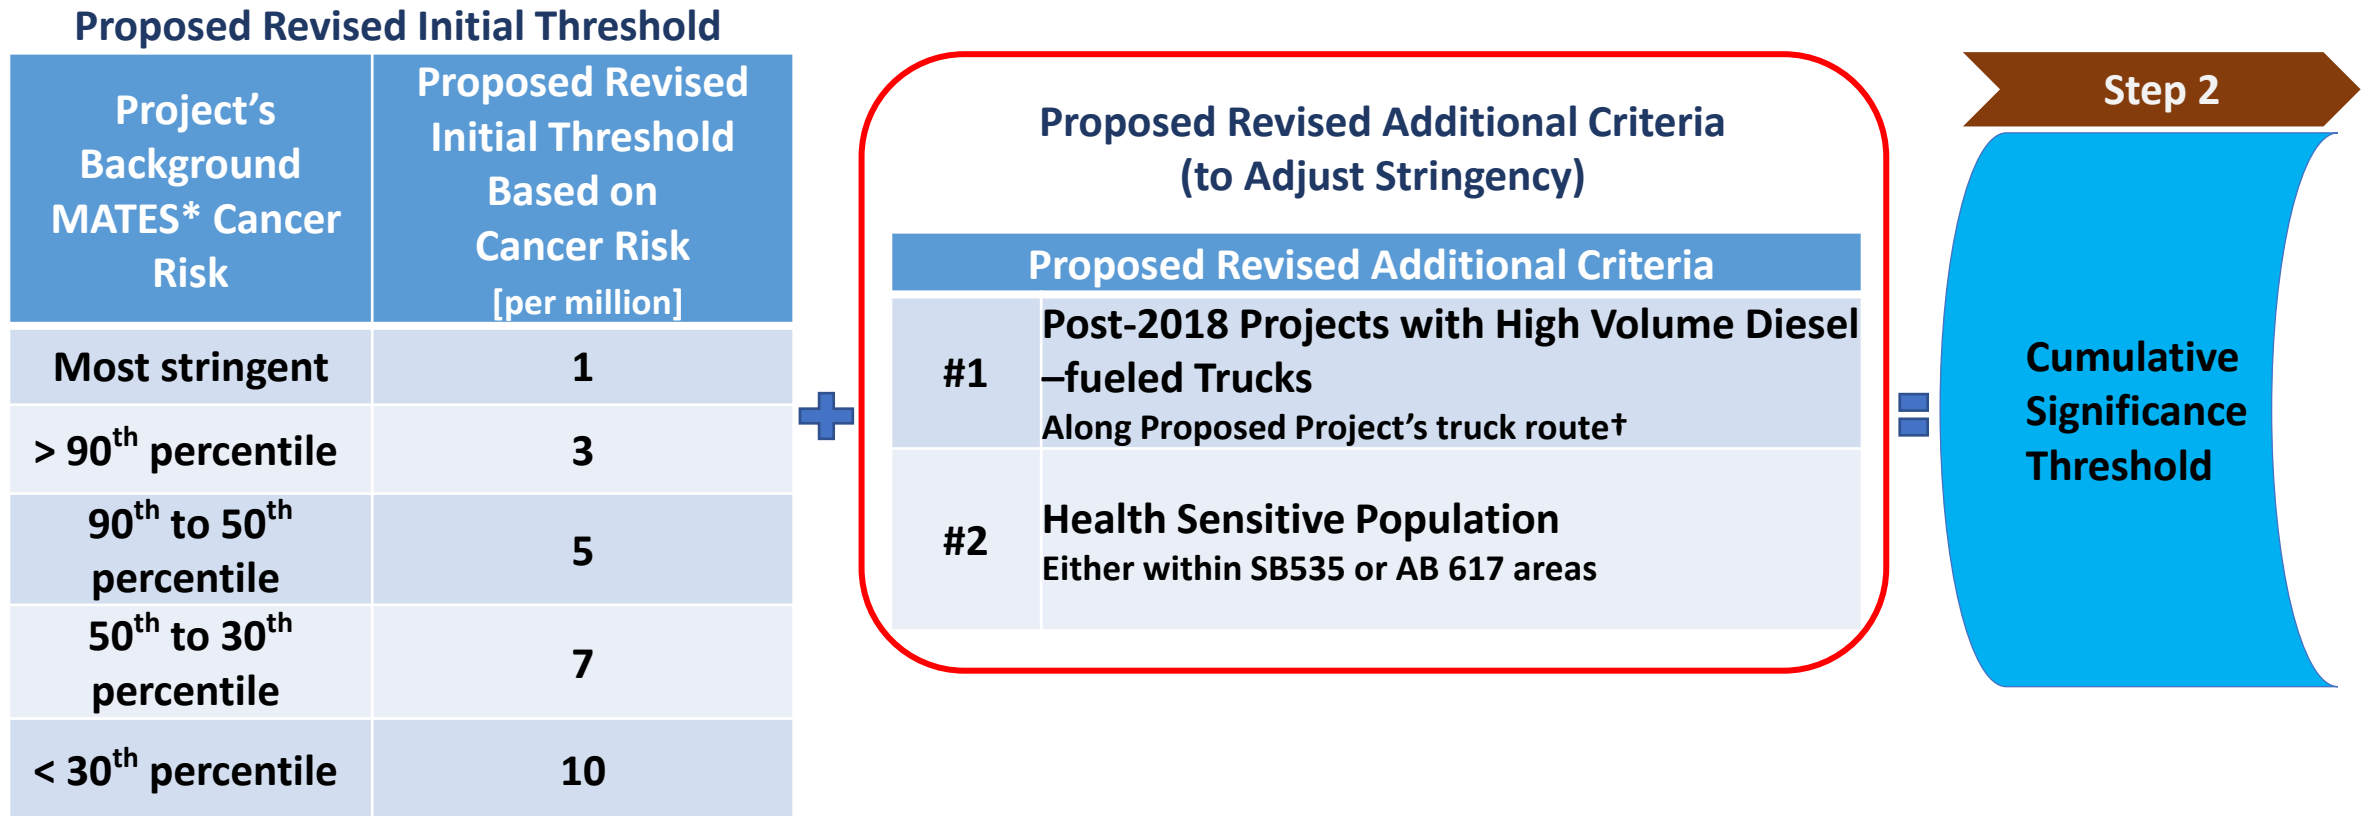 Proposed Revised Initial Threshold
Project's
Background
MATES* Cancer
Risk
Proposed Revised
Initial Threshold
Based on
Cancer Risk
[per million]
Most stringent
1
> 90th percentile
3
90th to 50th
percentile
5
50th to 30th
percentile
7
< 30th percentile
10
Proposed Revised Additional Criteria
(to Adjust Stringency)
Proposed Revised Additional Criteria
#1
Post-2018 Projects with High Volume Diesel
–fueled Trucks
Along Proposed Project's truck route†
#2
Health Sensitive Population
Either within SB535 or AB 617 areas
Step 2
Cumulative
Significance
Threshold